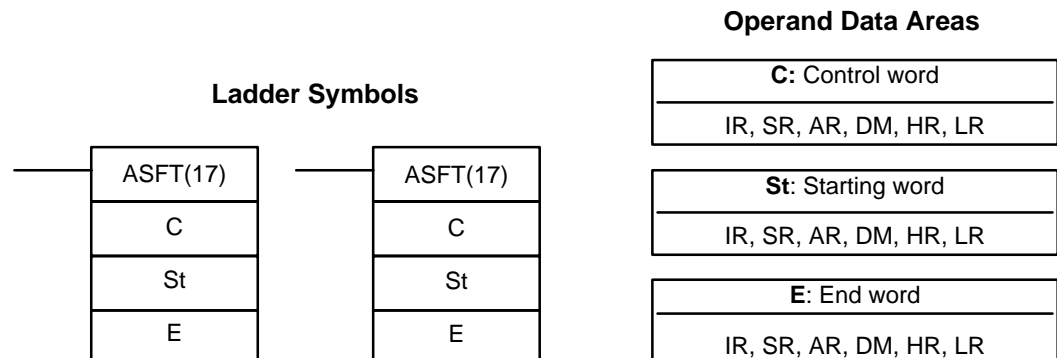 Ladder Symbols
ASFT(17)
C
St
E
ASFT(17)
C
St
E
Operand Data Areas
C: Control word
IR, SR, AR, DM, HR, LR
St: Starting word
IR, SR, AR, DM, HR, LR
E: End word
IR, SR, AR, DM, HR, LR